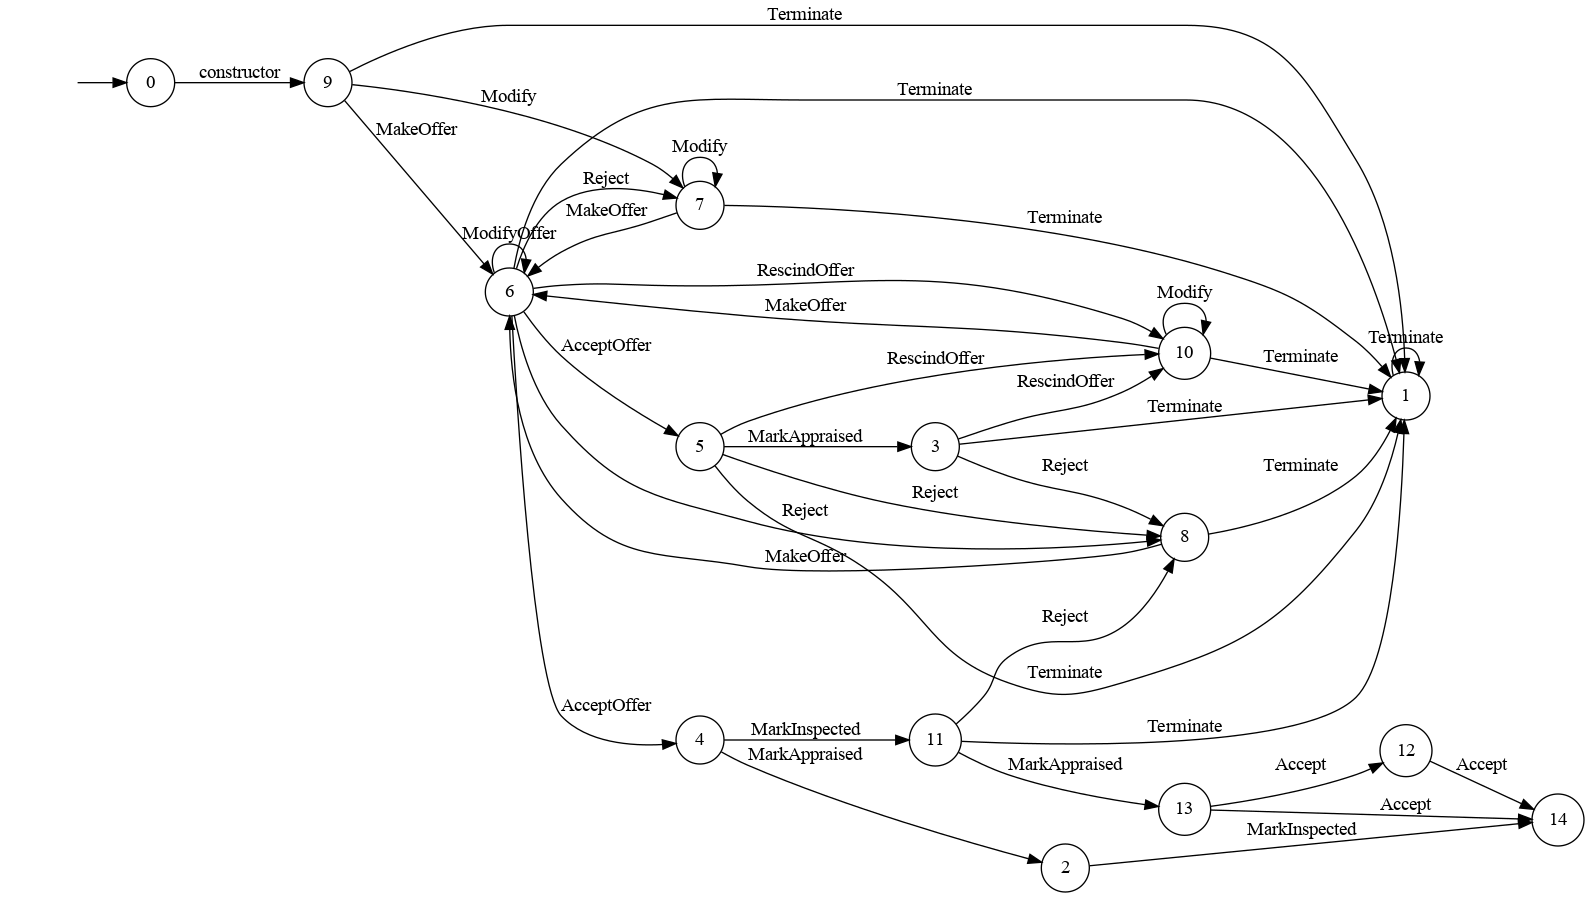 Terminate
0
constructor
9
Modify
Terminate
MakeOffer
Modify
Reject
7
MakeOffer
Terminate
ModifyOffer
6
RescindOffer
MakeOffer
Modify
10
Terminate
Terminate
AcceptOffer
RescindOffer
RescindOffer
Terminate
1
5
MarkAppraised
3
Reject
Terminate
Reject
Reject
8
MakeOffer
Reject
Terminate
AcceptOffer
4
MarkInspected
11
Terminate
MarkAppraised
MarkAppraised
Accept
12
Accept
13
Accept
14
MarkInspected
2